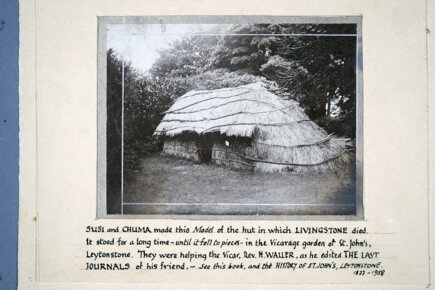 SUSI and CHUMA made this Model of the hut in which LIVINGSTONE died.
It stood for a long time - until it fell to pieces - in the Vicarage garden of St. John's,
Leytonstone. They were helping the Vicar, Rev. H. WALLER, as he edited THE LAST
JOURNALS of his friend. - See this book, and the HISTORY OF ST. JOHN'S, LEYTONSTONE.
1833 - 1958